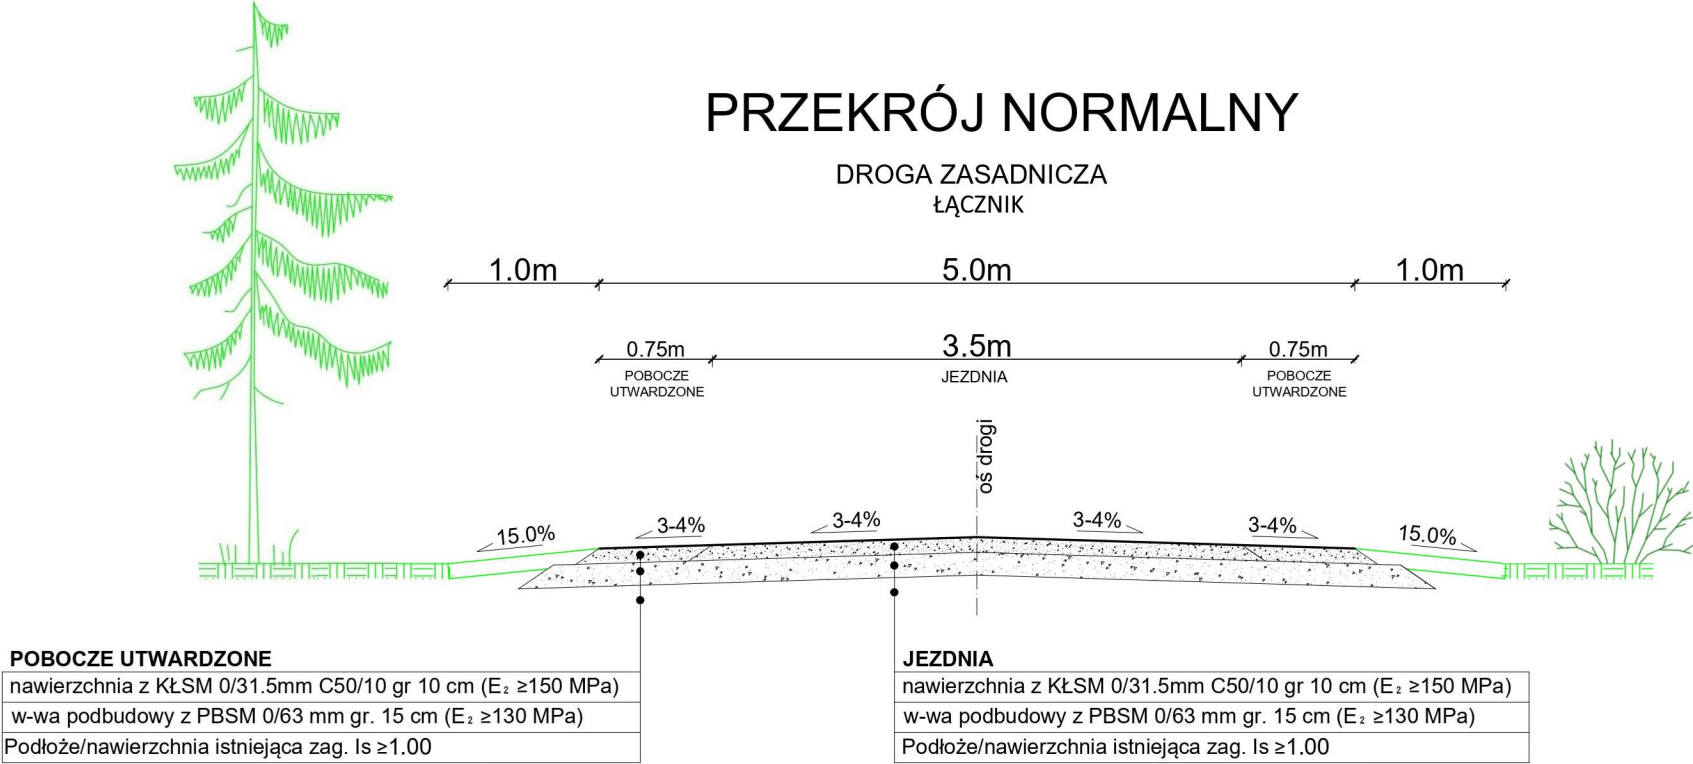 PRZEKRÓJ NORMALNY
DROGA ZASADNICZA
ŁĄCZNIK
1.0m 5.0m 1.0m
0.75m 3.5m 0.75m
POBOCZE UTWARDZONE JEZDNIA POBOCZE UTWARDZONE
oś drogi
15.0% 3-4% 3-4% 3-4% 3-4% 15.0%
POBOCZE UTWARDZONE
nawierzchnia z KŁSM 0/31.5mm C50/10 gr 10 cm (E₂ ≥150 MPa)
w-wa podbudowy z PBSM 0/63 mm gr. 15 cm (E₂ ≥130 MPa)
Podłoże/nawierzchnia istniejąca zag. Is ≥1.00
JEZDNIA
nawierzchnia z KŁSM 0/31.5mm C50/10 gr 10 cm (E₂ ≥150 MPa)
w-wa podbudowy z PBSM 0/63 mm gr. 15 cm (E₂ ≥130 MPa)
Podłoże/nawierzchnia istniejąca zag. Is ≥1.00